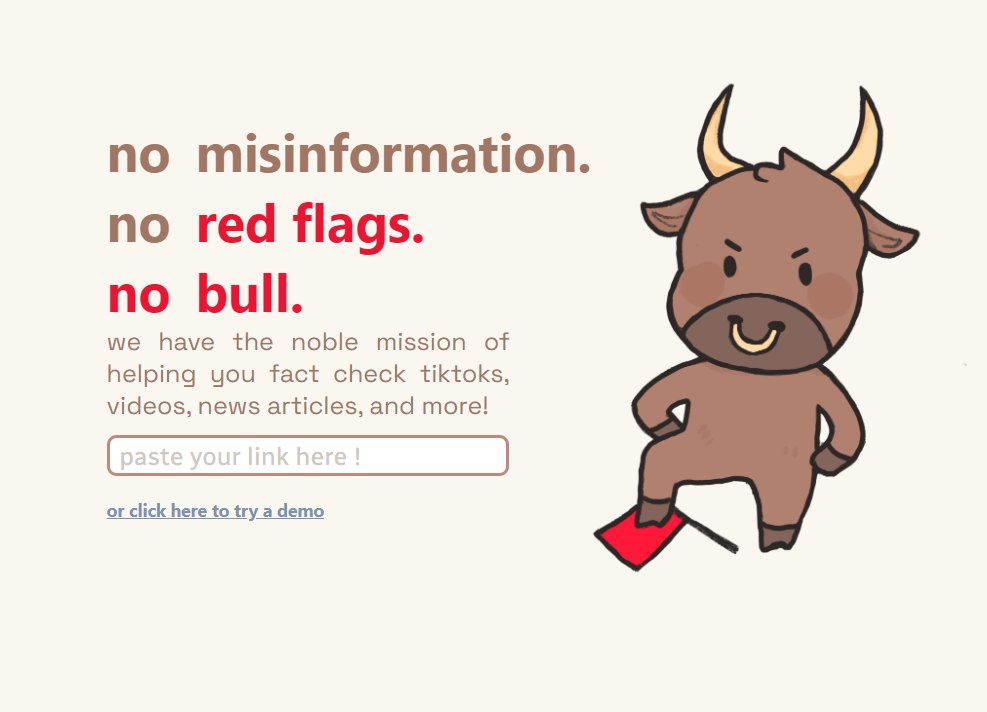 no misinformation.
no red flags.
no bull.
we have the noble mission of
helping you fact check tiktoks,
videos, news articles, and more!
paste your link here !
or click here to try a demo